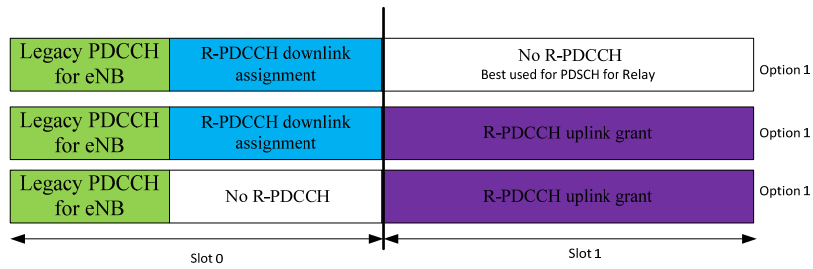 Legacy PDCCH
for eNB
R-PDCCH downlink
assignment
No R-PDCCH
Best used for PDSCH for Relay
Option 1
Legacy PDCCH
for eNB
R-PDCCH downlink
assignment
R-PDCCH uplink grant
Option 1
Legacy PDCCH
for eNB
No R-PDCCH
R-PDCCH uplink grant
Option 1
Slot 0
Slot 1